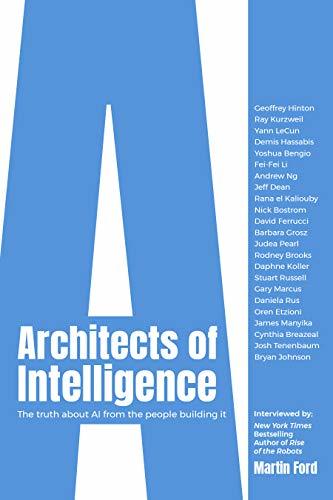 A
Geoffrey Hinton
Ray Kurzweil
Yann LeCun
Demis Hassabis
Yoshua Bengio
Fei-Fei Li
Andrew Ng
Jeff Dean
Rana el Kaliouby
Nick Bostrom
David Ferrucci
Barbara Grosz
Judea Pearl
Rodney Brooks
Daphne Koller
Stuart Russell
Gary Marcus
Daniela Rus
Oren Etzioni
James Manyika
Cynthia Breazeal
Josh Tenenbaum
Bryan Johnson
Architects of
Intelligence
The truth about AI from the people building it
Interviewed by:
New York Times
Bestselling
Author of Rise
of the Robots
Martin Ford